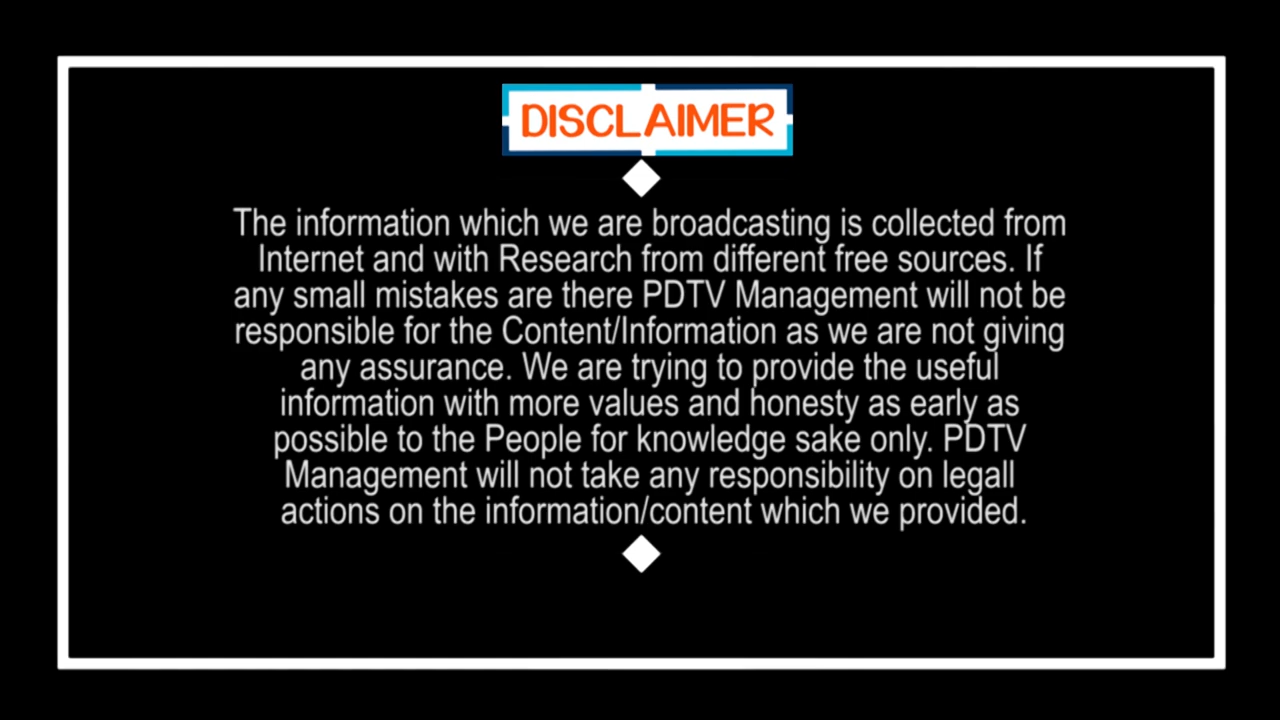 DISCLAIMER
The information which we are broadcasting is collected from
Internet and with Research from different free sources. If
any small mistakes are there PDTV Management will not be
responsible for the Content/Information as we are not giving
any assurance. We are trying to provide the useful
information with more values and honesty as early as
possible to the People for knowledge sake only. PDTV
Management will not take any responsibility on legall
actions on the information/content which we provided.